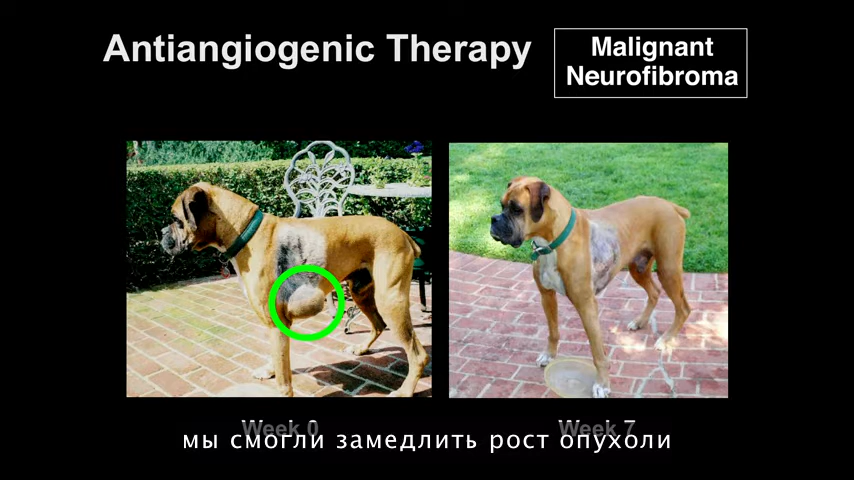 Antiangiogenic Therapy
Malignant
Neurofibroma
Week 0
Week 7
мы смогли замедлить рост опухоли